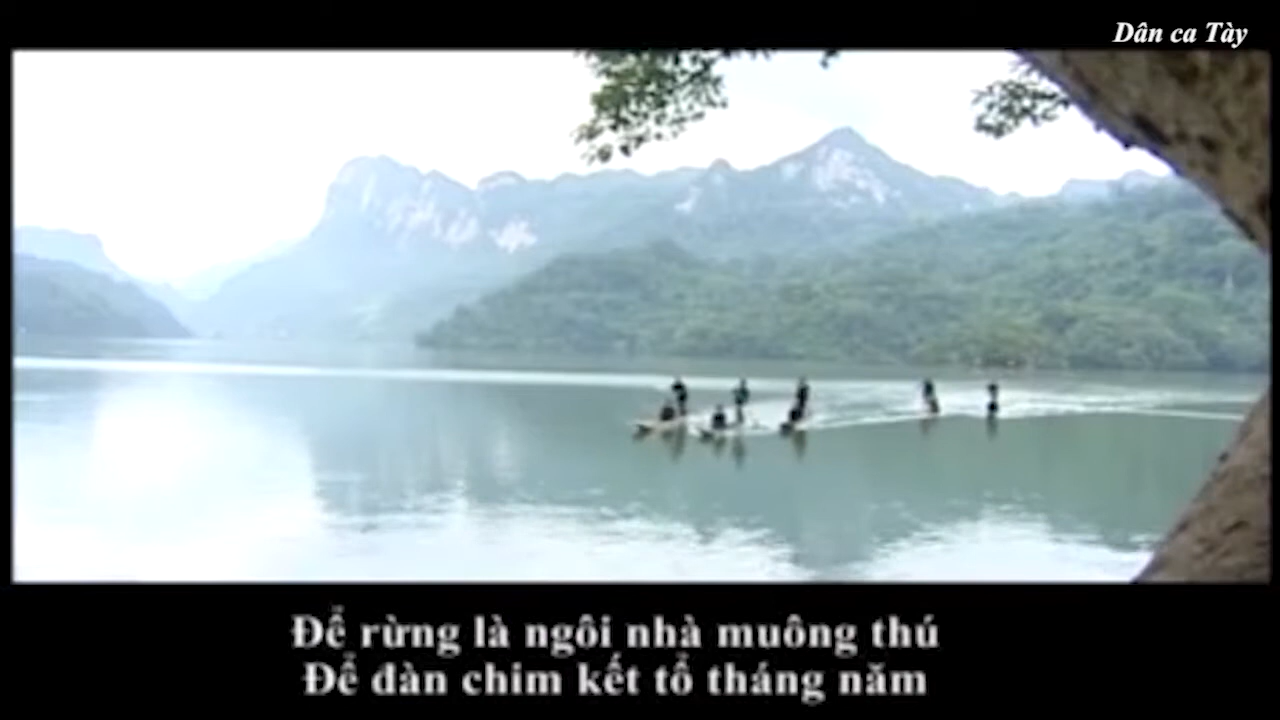 Dân ca Tày
Để rừng là ngôi nhà muông thú
Để đàn chim kết tổ tháng năm